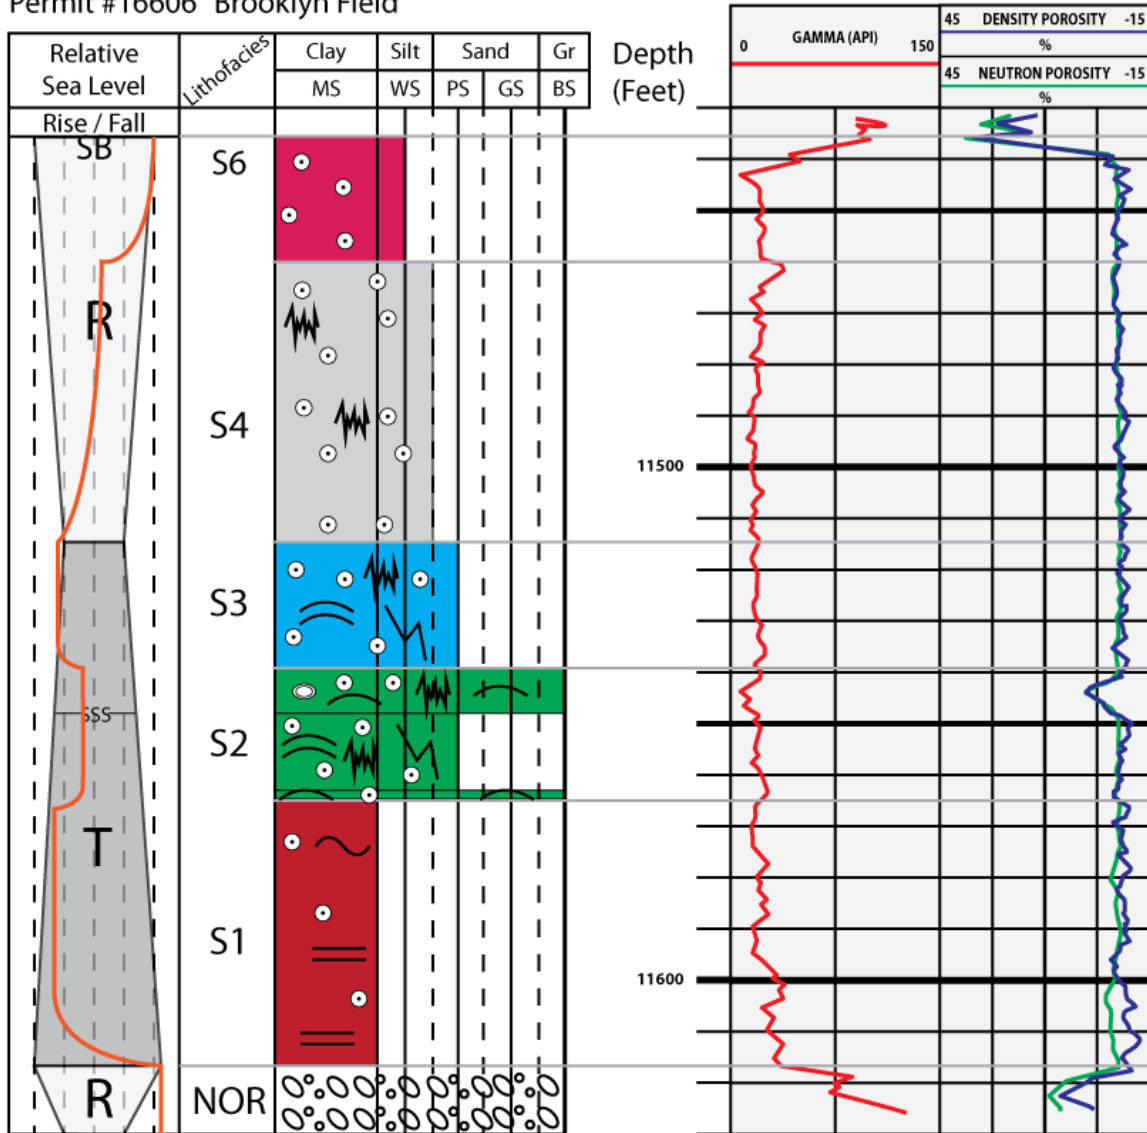 Permit #16606 Brooklyn Field
Relative
Sea Level
Rise / Fall
Lithofacies
Clay Silt Sand Gr
MS WS PS GS BS
Depth
(Feet)
GAMMA (API)
0 150
45 DENSITY POROSITY -15
%
45 NEUTRON POROSITY -15
%
SB
S6
R
S4
11500
S3
SSS
S2
T
S1
11600
R
NOR